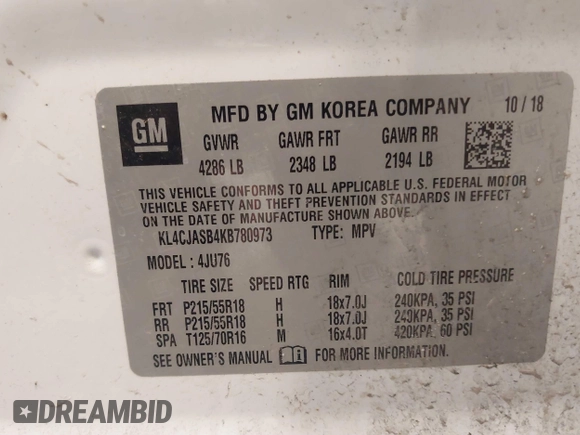 GM MFD BY GM KOREA COMPANY 10 / 18
GVWR GAWR FRT GAWR RR
4286 LB 2348 LB 2194 LB
THIS VEHICLE CONFORMS TO ALL APPLICABLE U.S. FEDERAL MOTOR
VEHICLE SAFETY AND THEFT PREVENTION STANDARDS IN EFFECT
ON THE DATE OF MANUFACTURE SHOWN ABOVE.
KL4CJASB4KB780973 TYPE: MPV
MODEL : 4JU76
TIRE SIZE SPEED RTG RIM COLD TIRE PRESSURE
FRT P215/55R18 H 18x7.0J 240KPA, 35 PSI
RR P215/55R18 H 18x7.0J 240KPA, 35 PSI
SPA T125/70R16 M 16x4.0T 420KPA, 60 PSI
SEE OWNER'S MANUAL FOR MORE INFORMATION.
DREAMBID